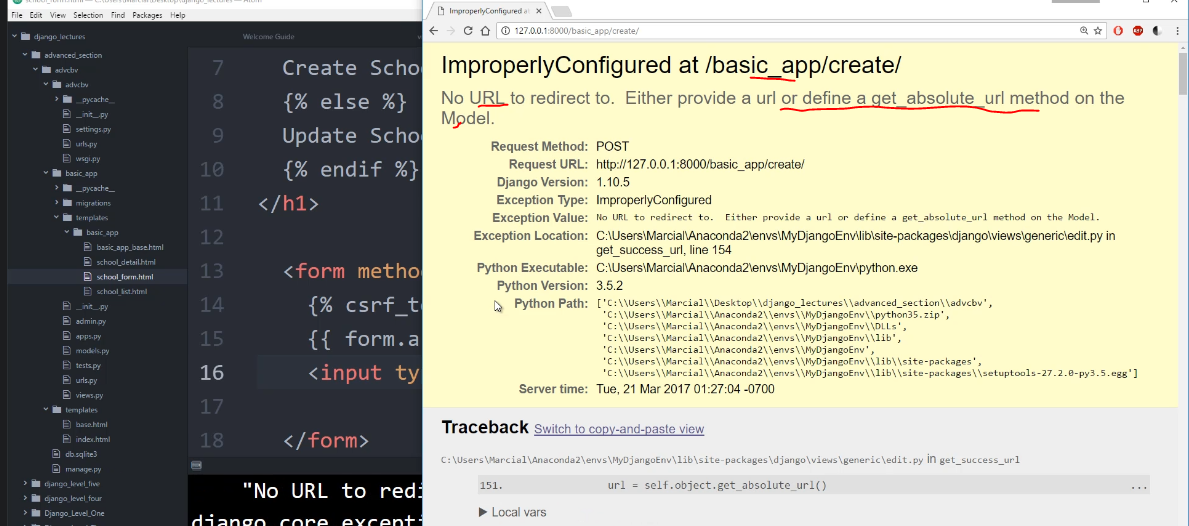 File Edit View Selection Find Packages Help
django_lectures
advanced_section
advcbv
advcbv
__pycache__
__init__.py
settings.py
urls.py
wsgi.py
basic_app
__pycache__
migrations
templates
basic_app
basic_app_base.html
school_detail.html
school_form.html
school_list.html
__init__.py
admin.py
apps.py
models.py
tests.py
urls.py
views.py
templates
base.html
index.html
db.sqlite3
manage.py
django_level_five
django_level_four
Django_Level_One
Welcome Guide
7 Create Schoo
8 {% else %}
9 Update Schoo
10 {% endif %}
11 </h1>
12
13 <form metho
14 {% csrf_to
15 {{ form.a
16 <input ty
17
18 </form>
"No URL to redi
django.core.excepti
ImproperlyConfigured at
127.0.0.1:8000/basic_app/create/
ImproperlyConfigured at /basic_app/create/
No URL to redirect to. Either provide a url or define a get_absolute_url method on the
Model.
Request Method: POST
Request URL: http://127.0.0.1:8000/basic_app/create/
Django Version: 1.10.5
Exception Type: ImproperlyConfigured
Exception Value: No URL to redirect to. Either provide a url or define a get_absolute_url method on the Model.
Exception Location: C:\Users\Marcial\Anaconda2\envs\MyDjangoEnv\lib\site-packages\django\views\generic\edit.py in
get_success_url, line 154
Python Executable: C:\Users\Marcial\Anaconda2\envs\MyDjangoEnv\python.exe
Python Version: 3.5.2
Python Path: ['C:\\Users\\Marcial\\Desktop\\django_lectures\\advanced_section\\advcbv',
'C:\\Users\\Marcial\\Anaconda2\\envs\\MyDjangoEnv\\python35.zip',
'C:\\Users\\Marcial\\Anaconda2\\envs\\MyDjangoEnv\\DLLs',
'C:\\Users\\Marcial\\Anaconda2\\envs\\MyDjangoEnv\\lib',
'C:\\Users\\Marcial\\Anaconda2\\envs\\MyDjangoEnv',
'C:\\Users\\Marcial\\Anaconda2\\envs\\MyDjangoEnv\\lib\\site-packages',
'C:\\Users\\Marcial\\Anaconda2\\envs\\MyDjangoEnv\\lib\\site-packages\\setuptools-27.2.0-py3.5.egg']
Server time: Tue, 21 Mar 2017 01:27:04 -0700
Traceback Switch to copy-and-paste view
C:\Users\Marcial\Anaconda2\envs\MyDjangoEnv\lib\site-packages\django\views\generic\edit.py in get_success_url
151. url = self.object.get_absolute_url() ...
▶ Local vars